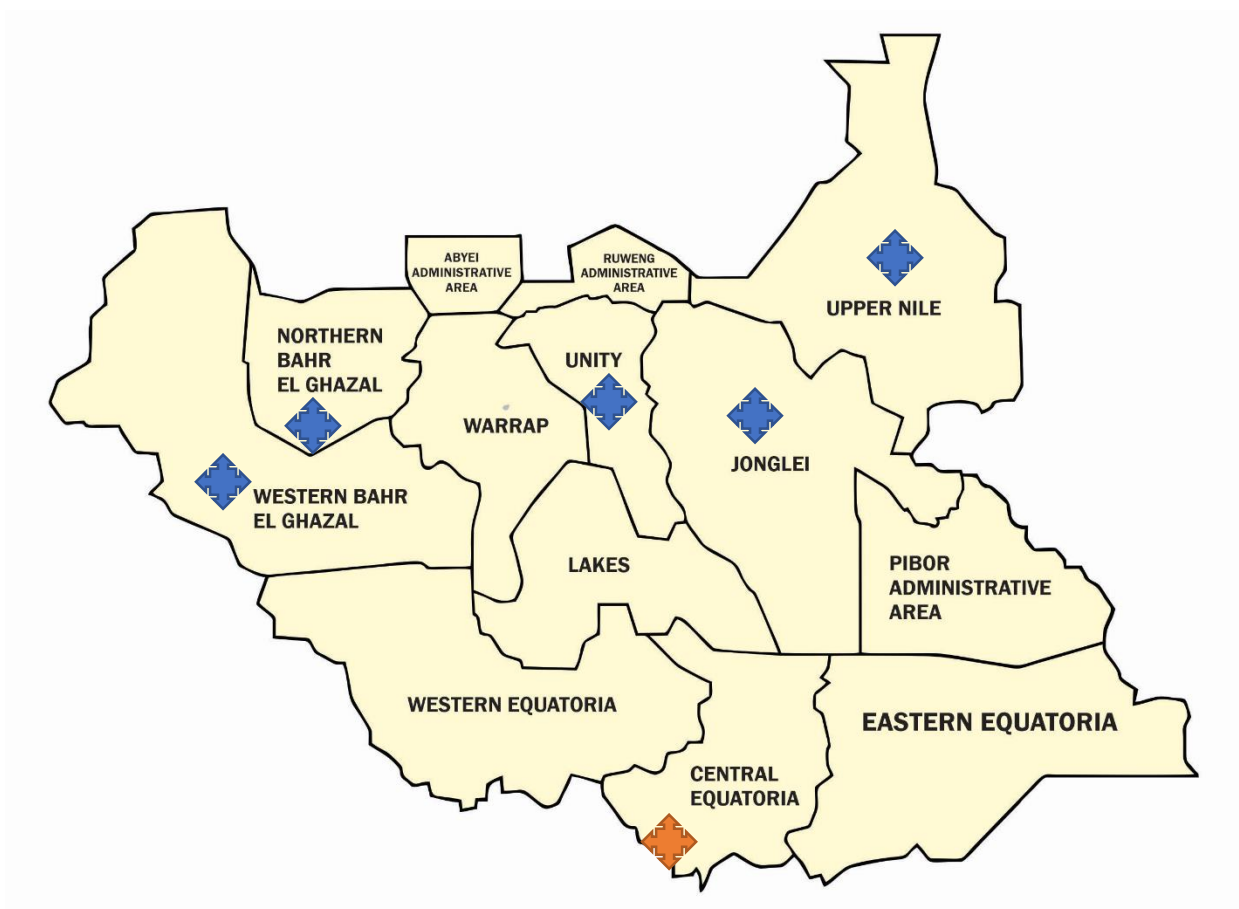 ABYEI
ADMINISTRATIVE
AREA
RUWENG
ADMINISTRATIVE
AREA
UPPER NILE
NORTHERN
BAHR
EL GHAZAL
UNITY
WARRAP
JONGLEI
WESTERN BAHR
EL GHAZAL
LAKES
PIBOR
ADMINISTRATIVE
AREA
WESTERN EQUATORIA
EASTERN EQUATORIA
CENTRAL
EQUATORIA